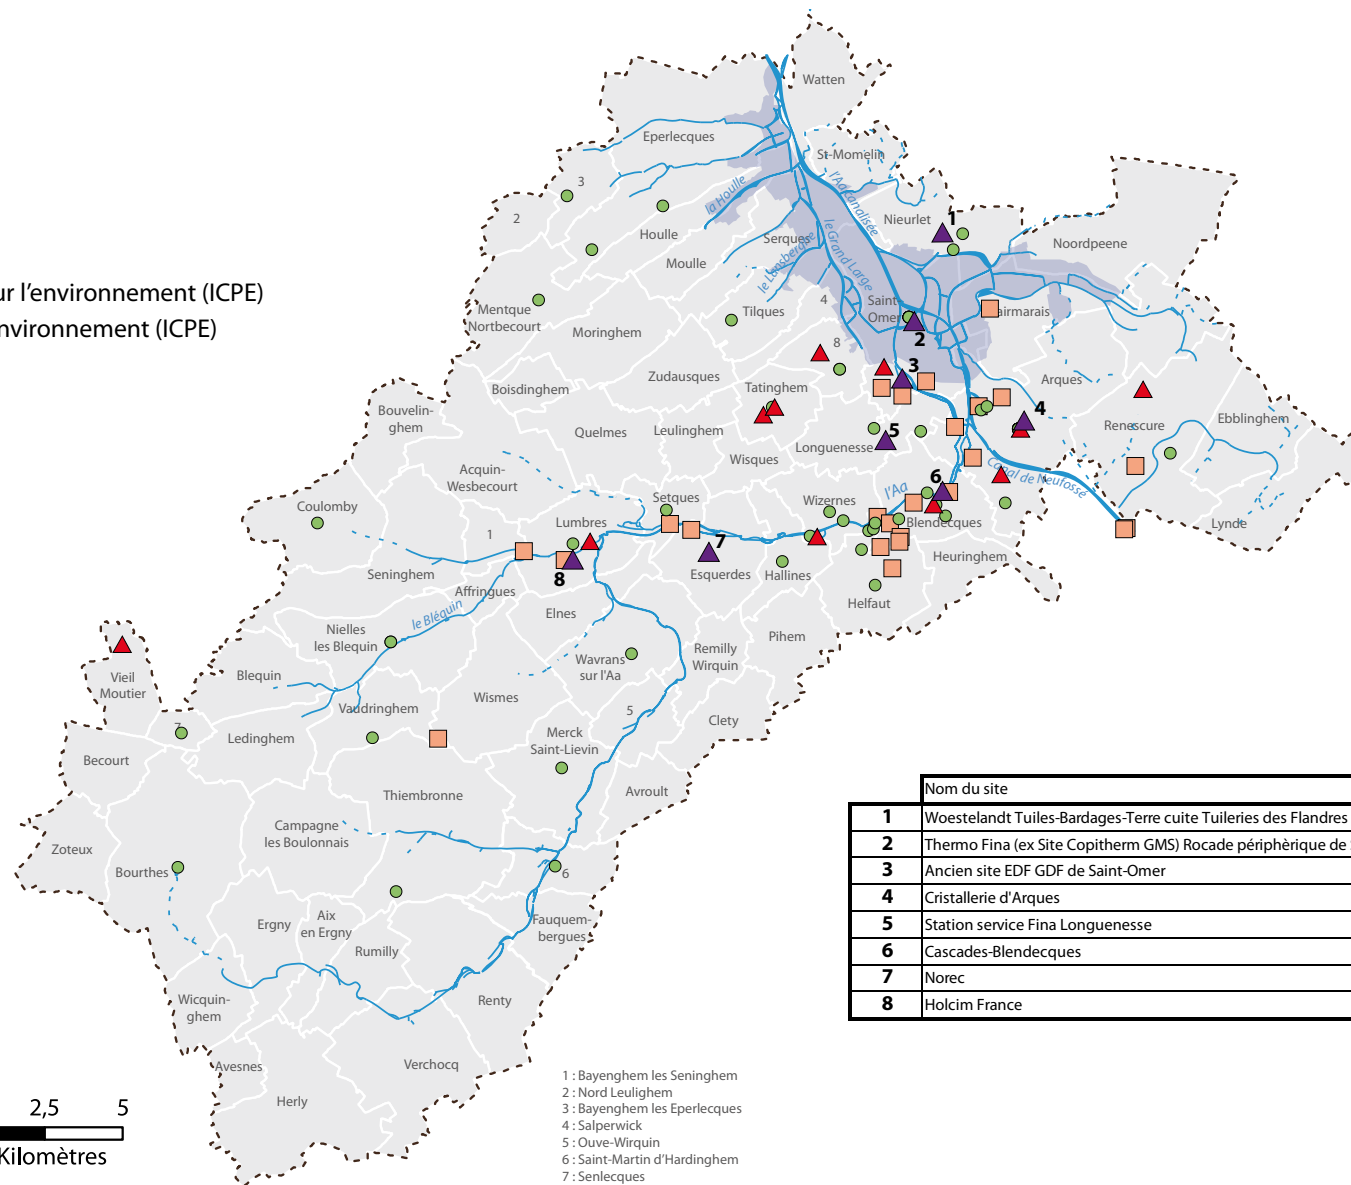 Watten
Eperlecques
St-Momelin
3
la Houlle
l'Aa canalisée
2
Nieurlet
1
Houlle
Serques
le Grand Large
Noordpeene
Moulle
le Lansbergue
ur l'environnement (ICPE)
4
Saint-
Omer
airmarais
Mentque
Nortbecourt
Tilques
nvironnement (ICPE)
Moringhem
2
8
3
Zudausques
Arques
Boisdinghem
Tatinghem
Bouvelin-
ghem
4
Renescure
Ebblinghem
Quelmes
Leulinghem
5
Longuenesse
Wisques
Acquin-
Wesbecourt
Canal de Neufossé
6
l'Aa
Setques
Wizernes
Coulomby
Lumbres
Blendecques
Lynde
1
7
Heuringhem
Seninghem
8
Esquerdes
Hallines
Affringues
Helfaut
le Bléquin
Elnes
Nielles
les Blequin
Pihem
Remilly
Wirquin
Wavrans
sur l'Aa
Vieil
Moutier
Blequin
Wismes
Vaudringhem
5
Clety
7
Ledinghem
Merck
Saint-Lievin
Becourt
Avroult
Thiembronne
Nom du site
1 Woestelandt Tuiles-Bardages-Terre cuite Tuileries des Flandres
2 Thermo Fina (ex Site Copitherm GMS) Rocade périphèrique de
3 Ancien site EDF GDF de Saint-Omer
4 Cristallerie d'Arques
5 Station service Fina Longuenesse
6 Cascades-Blendecques
7 Norec
8 Holcim France
Campagne
les Boulonnais
Zoteux
Bourthes
6
Aix
en Ergny
Ergny
Fauquem-
bergues
Rumilly
Wicquin-
ghem
Renty
Avesnes
Verchocq
Herly
2,5 5
Kilomètres
1 : Bayenghem les Seninghem
2 : Nord Leulighem
3 : Bayenghem les Eperlecques
4 : Salperwick
5 : Ouve-Wirquin
6 : Saint-Martin d'Hardinghem
7 : Senlecques